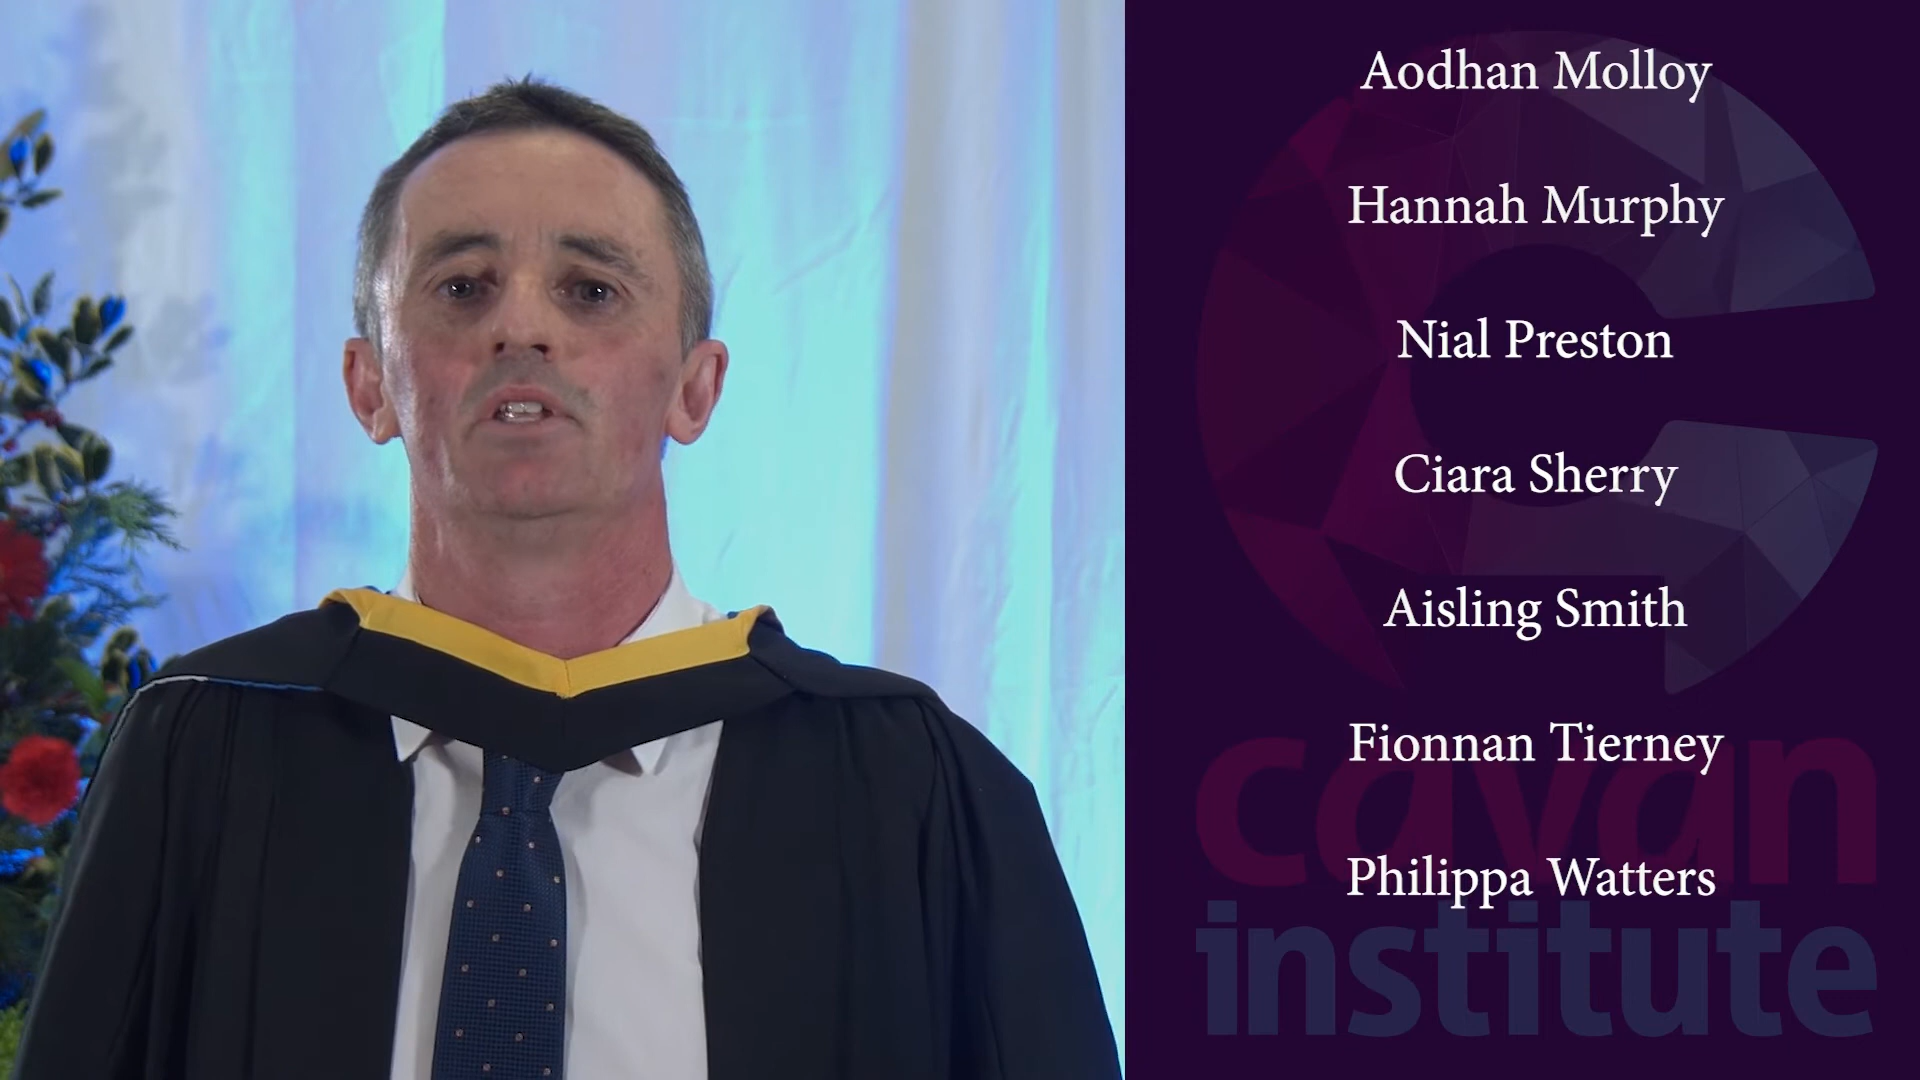 Aodhan Molloy
Hannah Murphy
Nial Preston
Ciara Sherry
Aisling Smith
Fionnan Tierney
cavan
Philippa Watters
institute